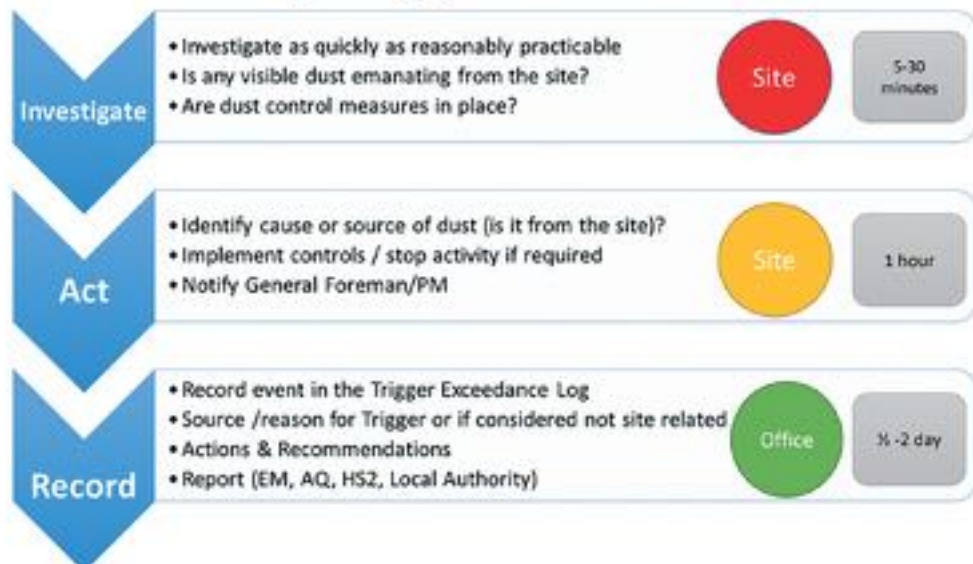 Investigate
• Investigate as quickly as reasonably practicable
• Is any visible dust emanating from the site?
• Are dust control measures in place?
Site
5-30
minutes
Act
• Identify cause or source of dust (is it from the site)?
• Implement controls / stop activity if required
• Notify General Foreman/PM
Site
1 hour
Record
• Record event in the Trigger Exceedance Log
• Source /reason for Trigger or if considered not site related
• Actions & Recommendations
• Report (EM, AQ, HS2, Local Authority)
Office
½ -2 day